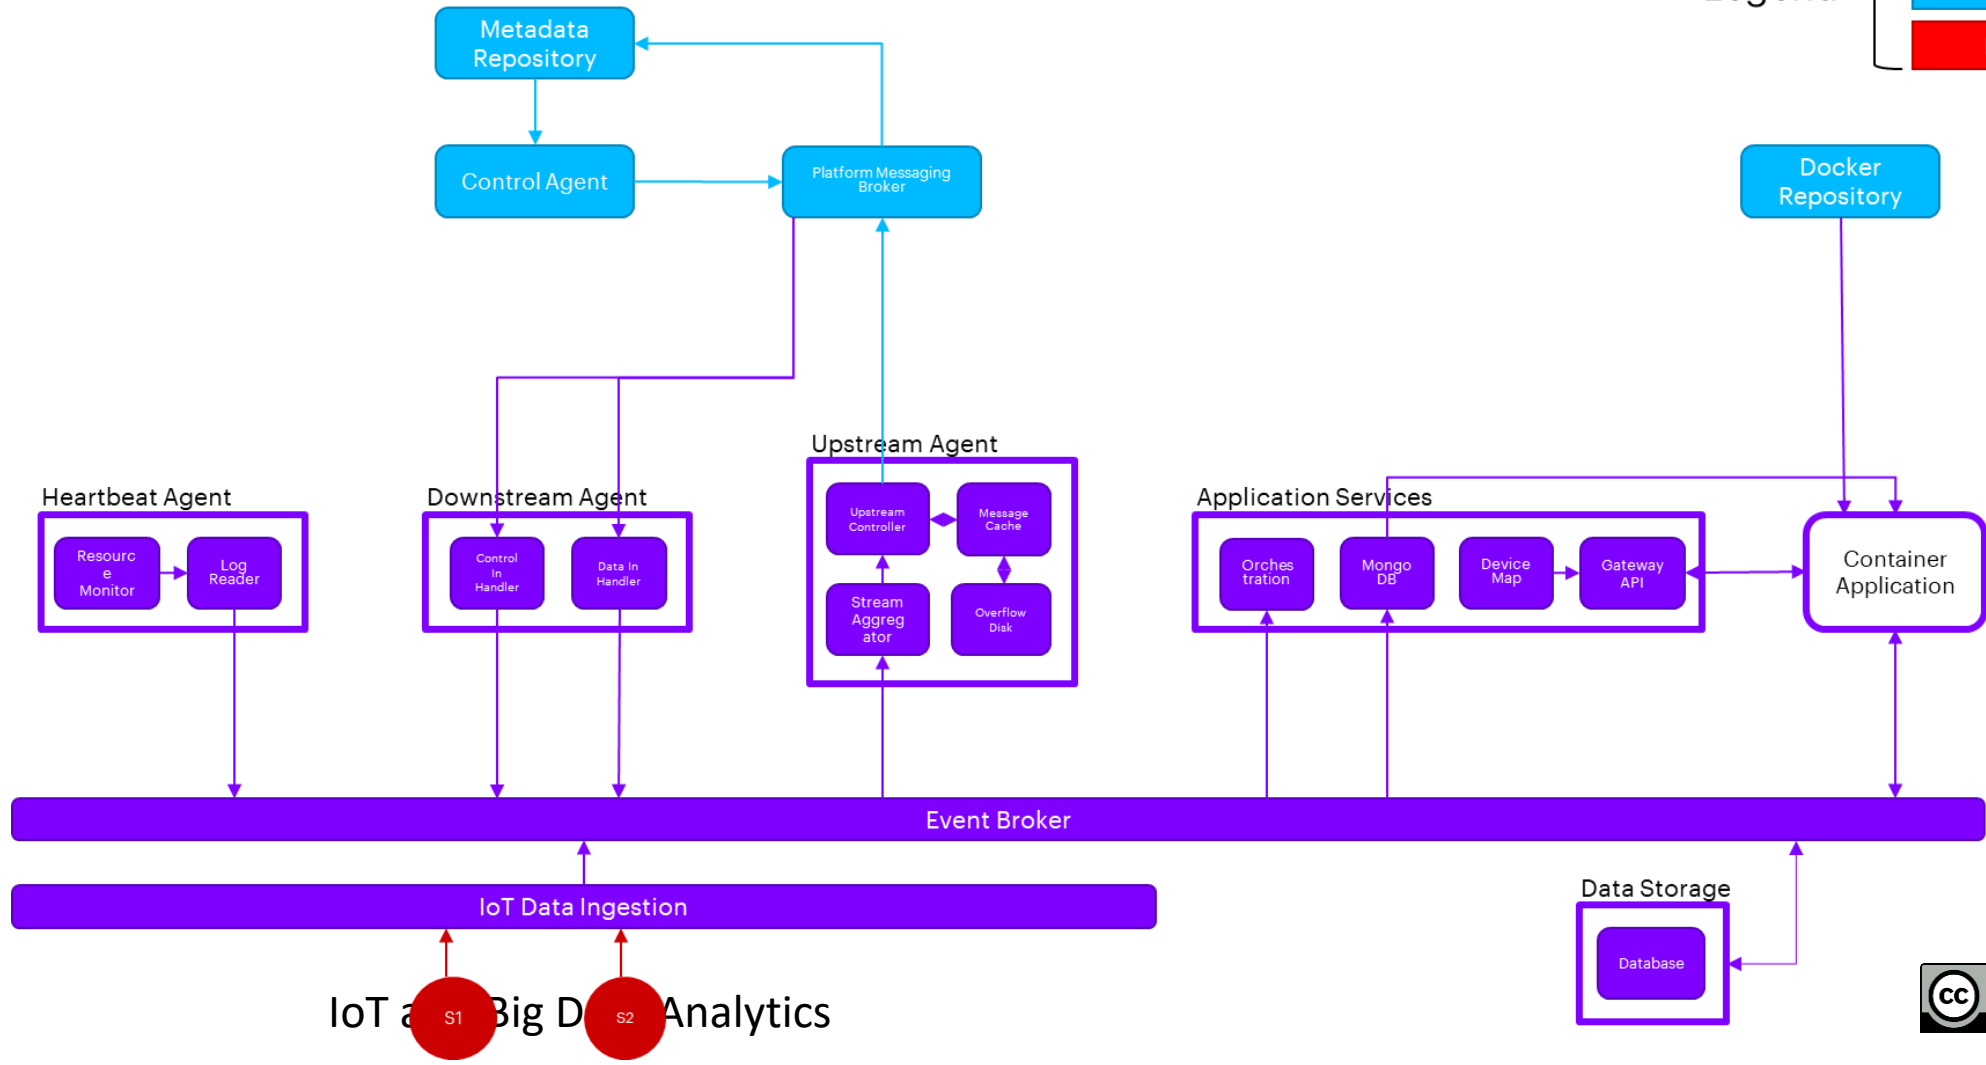 Metadata
Repository
Control Agent
Platform Messaging
Broker
Docker
Repository
Heartbeat Agent
Resourc
e
Monitor
Log
Reader
Downstream Agent
Control
In
Handler
Data In
Handler
Upstream Agent
Upstream
Controller
Message
Cache
Stream
Aggreg
ator
Overflow
Disk
Application Services
Orches
tration
Mongo
DB
Device
Map
Gateway
API
Container
Application
Event Broker
IoT Data Ingestion
Data Storage
Database
S1
S2
IoT Big Analytics
cc